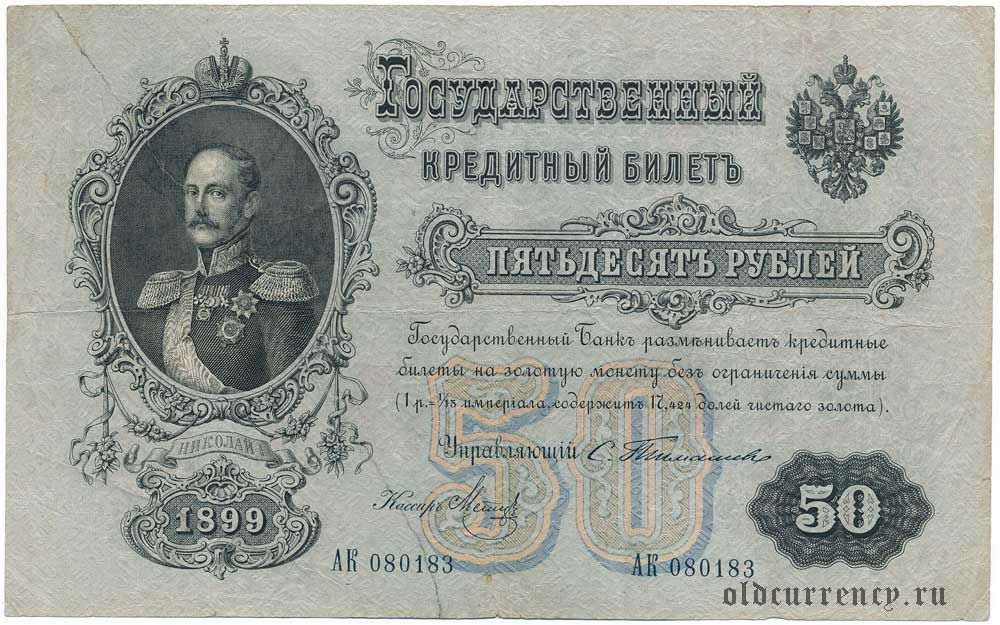 Государственный
кредитный билетъ
пятьдесятъ рублей
Государственный Банкъ размѣниваетъ кредитные
билеты на золотую монету безъ ограниченія суммы
(1 р.= 1/15 имперіала, содержитъ 17,424 долей чистаго золота).
50
Управляющій С. Тимашевъ
Кассиръ
НИКОЛАЙ I
1899
50
АК 080183
АК 080183
oldcurrency.ru